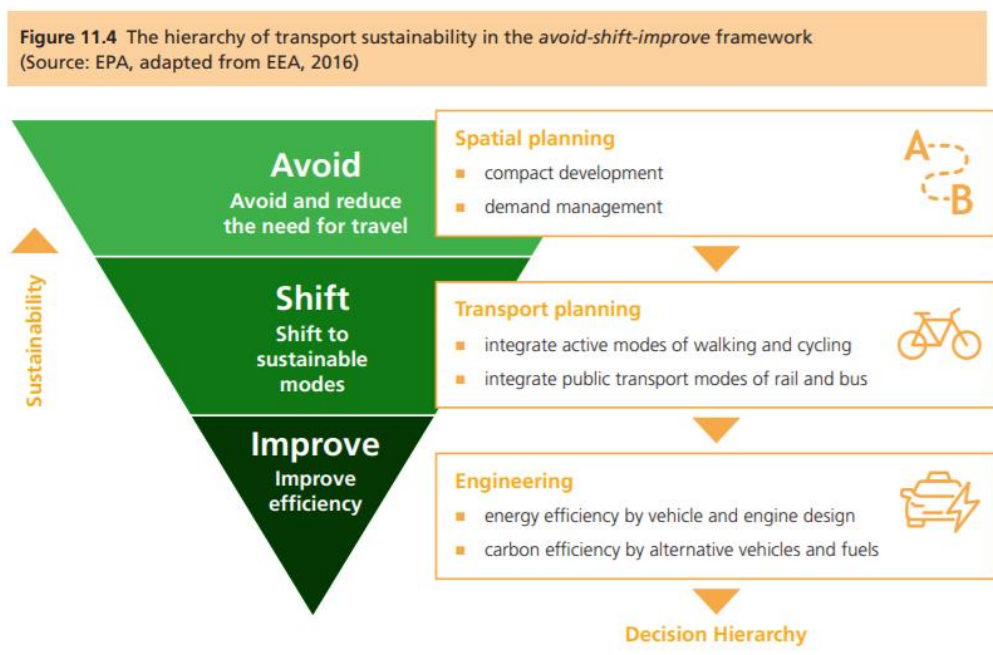 Figure 11.4 The hierarchy of transport sustainability in the avoid-shift-improve framework
(Source: EPA, adapted from EEA, 2016)
Sustainability
Avoid
Avoid and reduce
the need for travel
Spatial planning
compact development
demand management
A
B
Shift
Shift to
sustainable
modes
Transport planning
integrate active modes of walking and cycling
integrate public transport modes of rail and bus
Improve
Improve
efficiency
Engineering
energy efficiency by vehicle and engine design
carbon efficiency by alternative vehicles and fuels
Decision Hierarchy